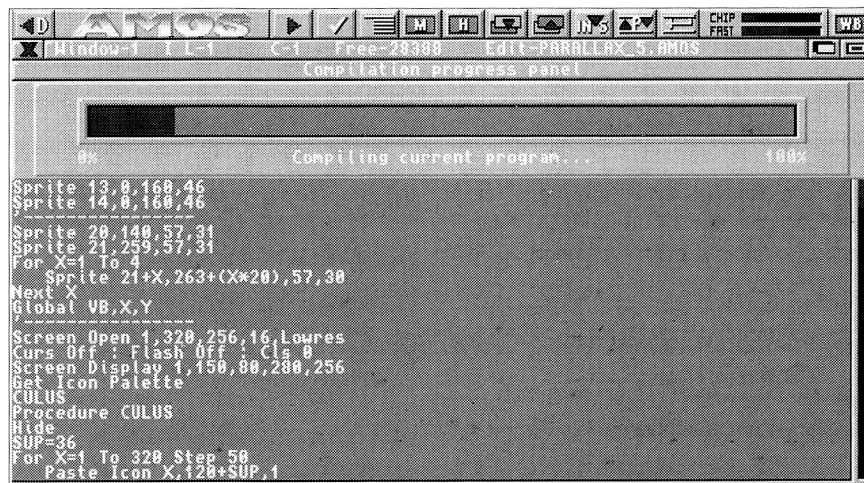 AMOS
M H INS CHIP FAST WB
Window-1 I L-1 C-1 Free-28388 Edit-PARALLAX_5.AMOS
Compilation progress panel
0% Compiling current program... 100%
Sprite 13,0,160,46
Sprite 14,0,160,46
'-----------------
Sprite 20,140,57,31
Sprite 21,259,57,31
For X=1 To 4
Sprite 21+X,263+(X*20),57,30
Next X
Global VB,X,Y
'-----------------
Screen Open 1,320,256,16,Lowres
Curs Off : Flash Off : Cls 0
Screen Display 1,150,80,280,256
Get Icon Palette
CULUS
Procedure CULUS
Hide
SUP=36
For X=1 To 320 Step 50
Paste Icon X,120+SUP,1